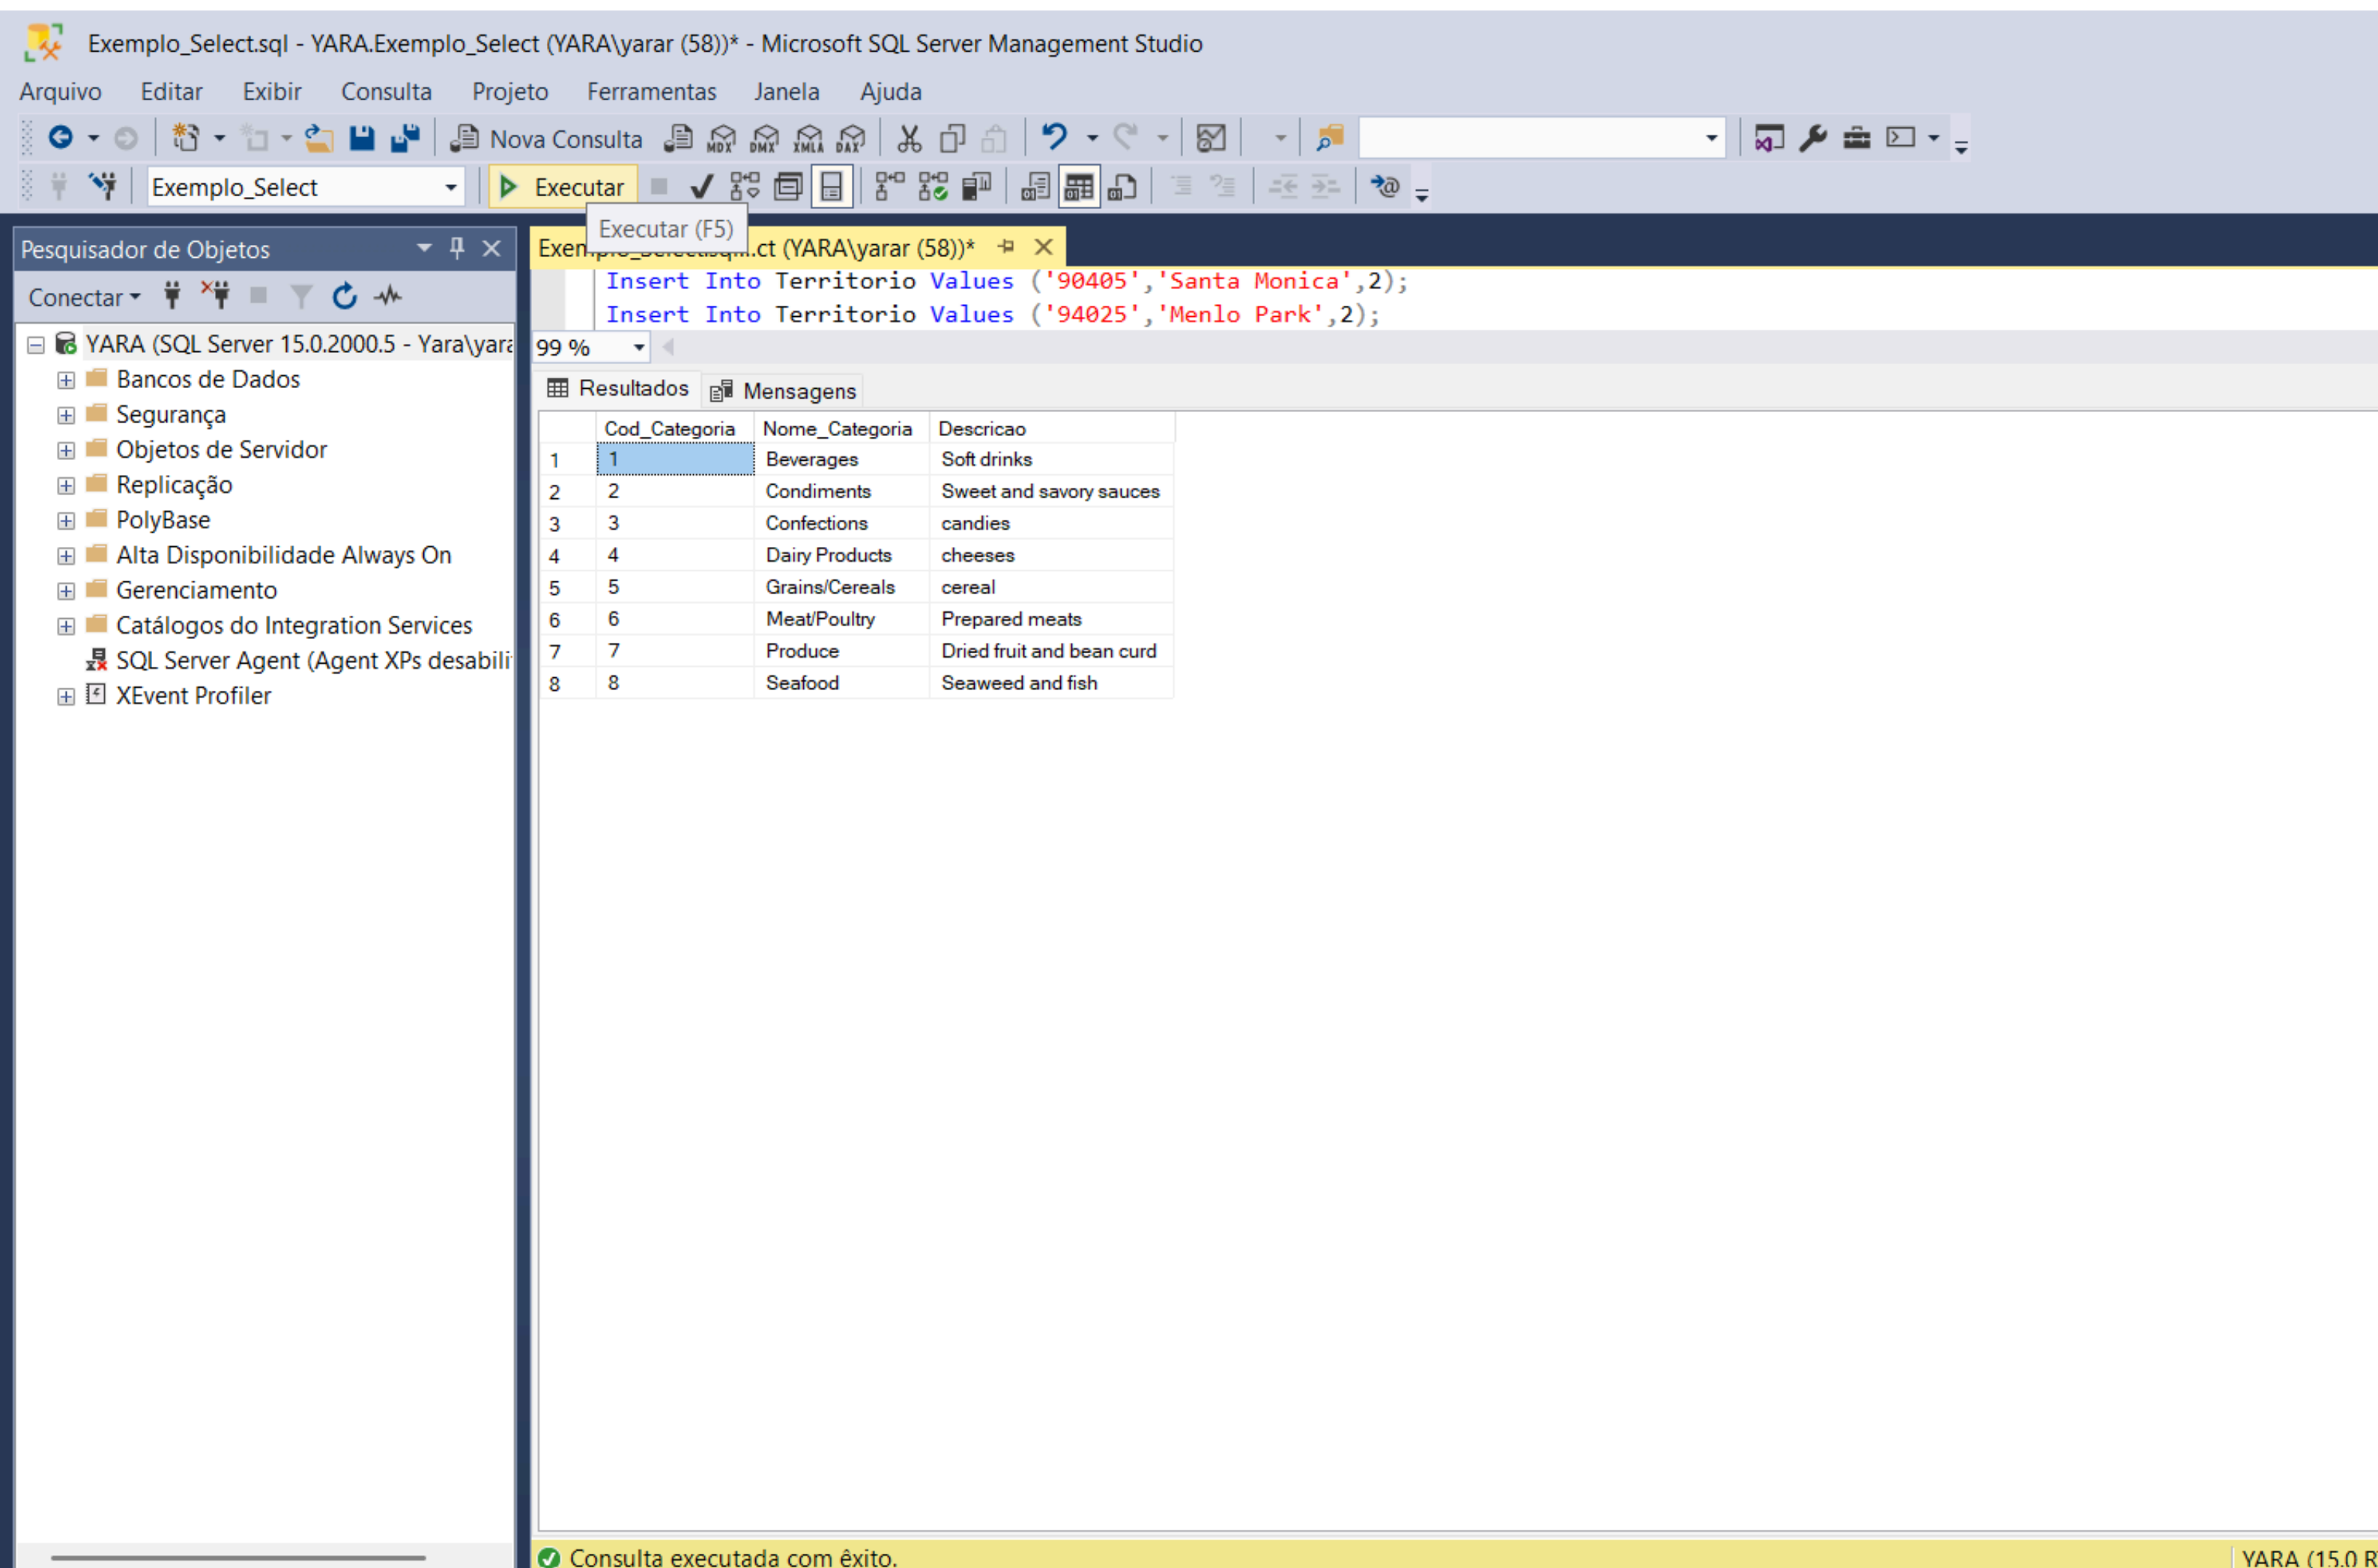 Exemplo_Select.sql - YARA.Exemplo_Select (YARA\yarar (58))* - Microsoft SQL Server Management Studio
Arquivo Editar Exibir Consulta Projeto Ferramentas Janela Ajuda
Nova Consulta MDX DMX XMLA DAX
Exemplo_Select Executar
Executar (F5)
Pesquisador de Objetos
.ct (YARA\yarar (58))*
Conectar
YARA (SQL Server 15.0.2000.5 - Yara\yara
Bancos de Dados
Segurança
Objetos de Servidor
Replicação
PolyBase
Alta Disponibilidade Always On
Gerenciamento
Catálogos do Integration Services
SQL Server Agent (Agent XPs desabili
XEvent Profiler
Insert Into Territorio Values ('90405','Santa Monica',2);
Insert Into Territorio Values ('94025','Menlo Park',2);
99 %
Resultados Mensagens
Cod_Categoria Nome_Categoria Descricao
1 1 Beverages Soft drinks
2 2 Condiments Sweet and savory sauces
3 3 Confections candies
4 4 Dairy Products cheeses
5 5 Grains/Cereals cereal
6 6 Meat/Poultry Prepared meats
7 7 Produce Dried fruit and bean curd
8 8 Seafood Seaweed and fish
Consulta executada com êxito.
YARA (15.0 R